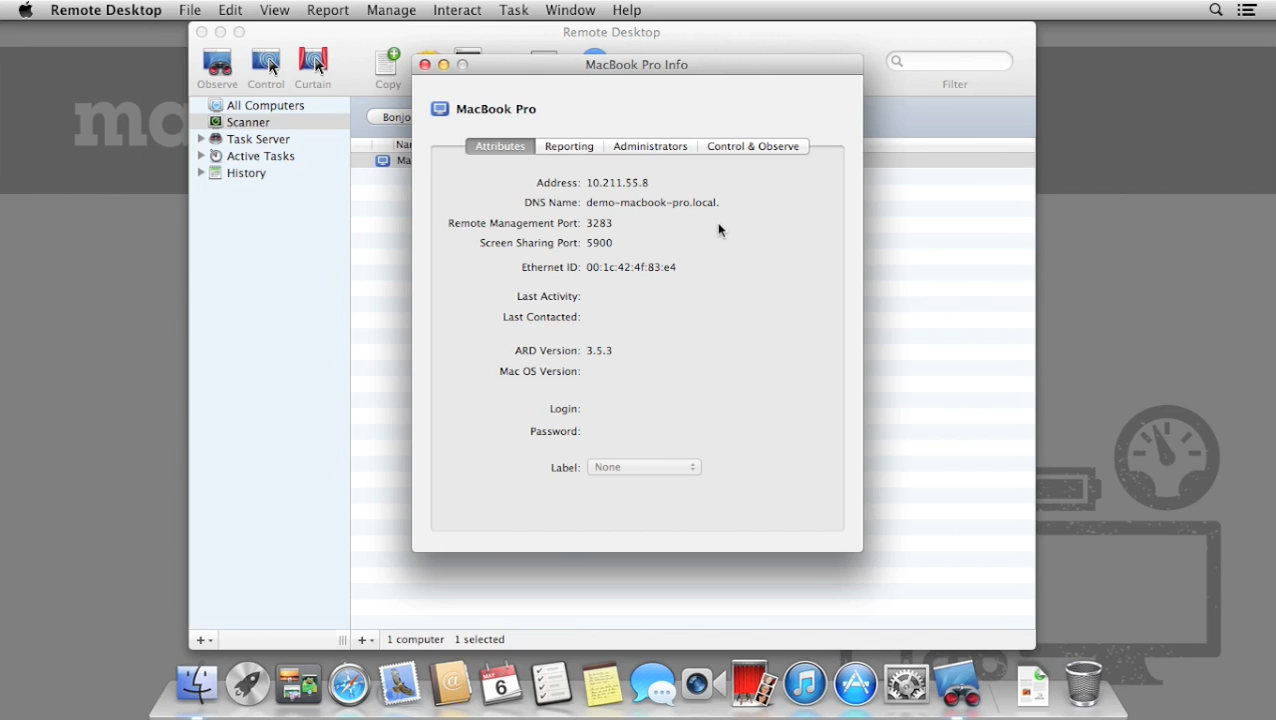 Remote Desktop File Edit View Report Manage Interact Task Window Help
Remote Desktop
Observe Control Curtain Copy Filter
MacBook Pro Info
All Computers
Scanner
Task Server
Active Tasks
History
MacBook Pro
Attributes Reporting Administrators Control & Observe
Address: 10.211.55.8
DNS Name: demo-macbook-pro.local.
Remote Management Port: 3283
Screen Sharing Port: 5900
Ethernet ID: 00:1c:42:4f:83:e4
Last Activity:
Last Contacted:
ARD Version: 3.5.3
Mac OS Version:
Login:
Password:
Label: None
1 computer 1 selected
MAY
6